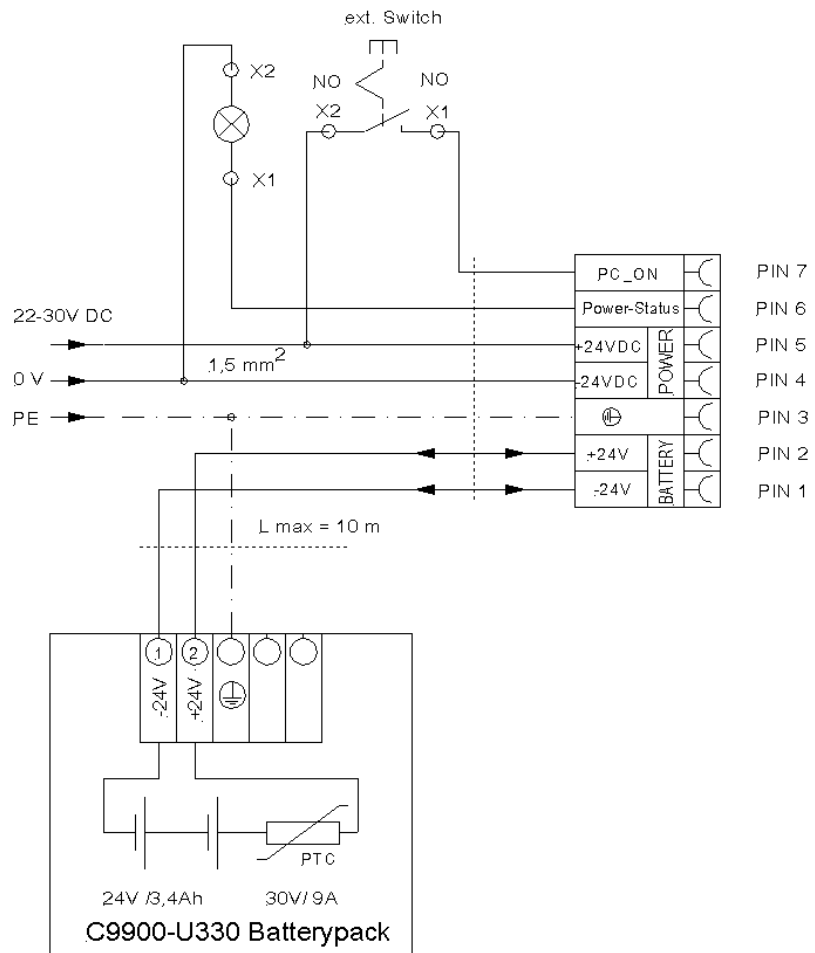 ext. Switch
X2
NO
NO
X2
X1
X1
PC_ON
PIN 7
Power-Status
PIN 6
22-30V DC
+24VDC
POWER
PIN 5
1,5 mm²
0 V
-24VDC
PIN 4
PE
PIN 3
+24V
BATTERY
PIN 2
-24V
PIN 1
L max = 10 m
1
2
-24V
+24V
PTC
24V /3,4Ah
30V/ 9A
C9900-U330 Batterypack